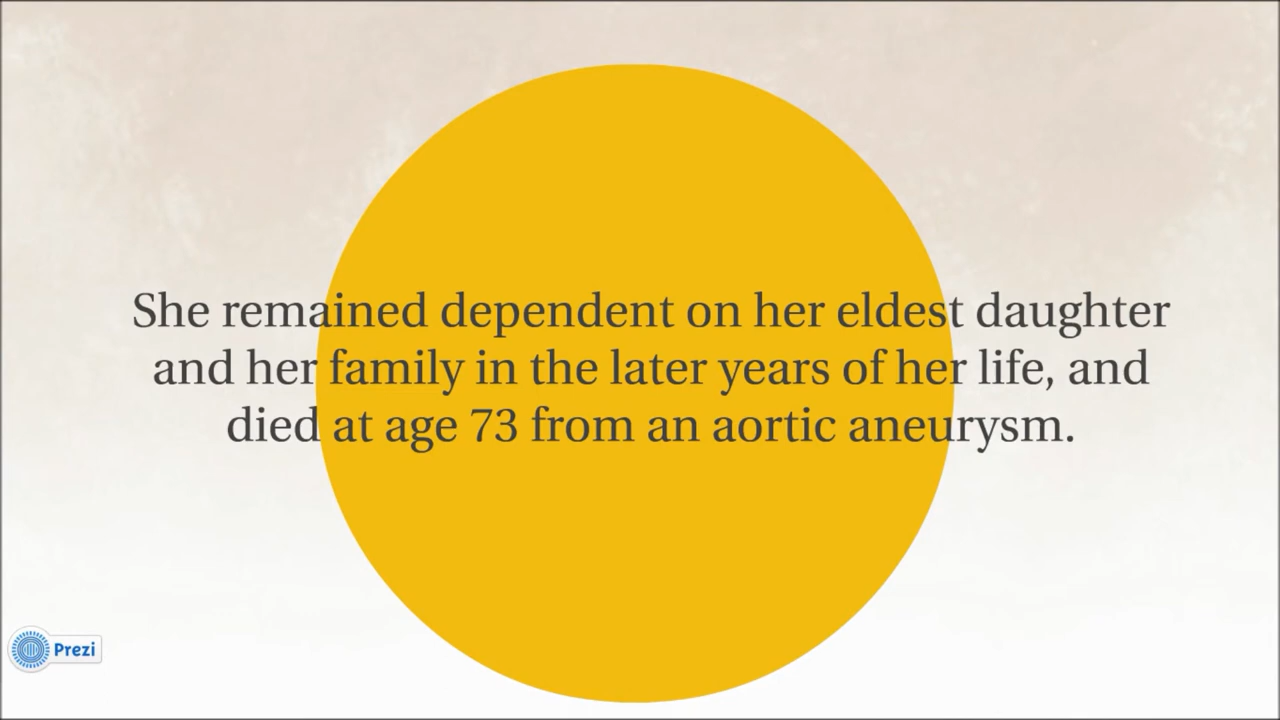 She remained dependent on her eldest daughter
and her family in the later years of her life, and
died at age 73 from an aortic aneurysm.
Prezi